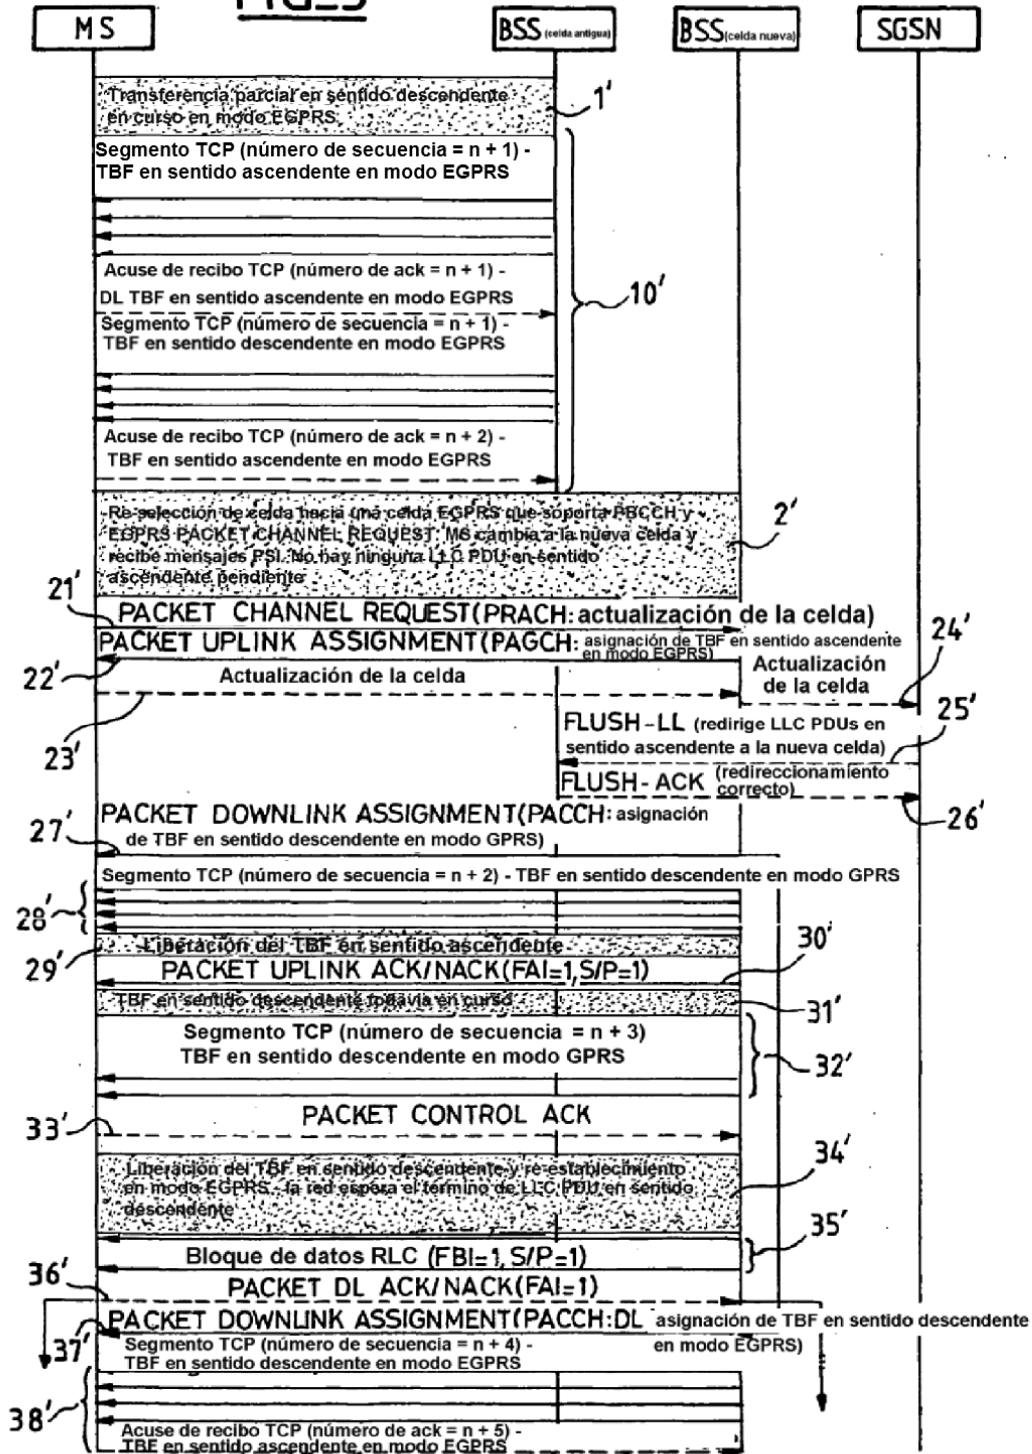 FIG_3
MS
BSS (celda antigua)
BSS (celda nueva)
SGSN
Transferencia parcial en sentido descendente
en curso en modo EGPRS
1'
Segmento TCP (número de secuencia = n + 1) -
TBF en sentido ascendente en modo EGPRS
Acuse de recibo TCP (número de ack = n + 1) -
DL TBF en sentido ascendente en modo EGPRS
10'
Segmento TCP (número de secuencia = n + 1) -
TBF en sentido descendente en modo EGPRS
Acuse de recibo TCP (número de ack = n + 2) -
TBF en sentido ascendente en modo EGPRS
Re-selección de celda hacia una celda EGPRS que soporta PBCCH y
EGPRS PACKET CHANNEL REQUEST. MS cambia a la nueva celda y
recibe mensajes PSI. No hay ninguna LLC PDU en sentido
ascendente pendiente
2'
21'
PACKET CHANNEL REQUEST(PRACH: actualización de la celda)
PACKET UPLINK ASSIGNMENT(PAGCH: asignación de TBF en sentido ascendente
en modo EGPRS)
24'
22'
Actualización de la celda
Actualización
de la celda
23'
25'
FLUSH-LL (redirige LLC PDUs en
sentido ascendente a la nueva celda)
FLUSH-ACK (redireccionamiento
correcto)
26'
PACKET DOWNLINK ASSIGNMENT(PACCH: asignación
de TBF en sentido descendente en modo GPRS)
27'
Segmento TCP (número de secuencia = n + 2) - TBF en sentido descendente en modo GPRS
28'
Liberación del TBF en sentido ascendente
29'
30'
PACKET UPLINK ACK/NACK(FAI=1,S/P=1)
TBF en sentido descendente todavía en curso
31'
Segmento TCP (número de secuencia = n + 3)
TBF en sentido descendente en modo GPRS
32'
PACKET CONTROL ACK
33'
Liberación del TBF en sentido descendente y re-establecimiento
en modo EGPRS - la red espera el término de LLC PDU en sentido
descendente
34'
35'
Bloque de datos RLC (FBI=1, S/P=1)
36'
PACKET DL ACK/NACK(FAI=1)
PACKET DOWNLINK ASSIGNMENT(PACCH:DL asignación de TBF en sentido descendente
en modo EGPRS)
37'
Segmento TCP (número de secuencia = n + 4) -
TBF en sentido descendente en modo EGPRS
38'
Acuse de recibo TCP (número de ack = n + 5) -
TBF en sentido ascendente en modo EGPRS